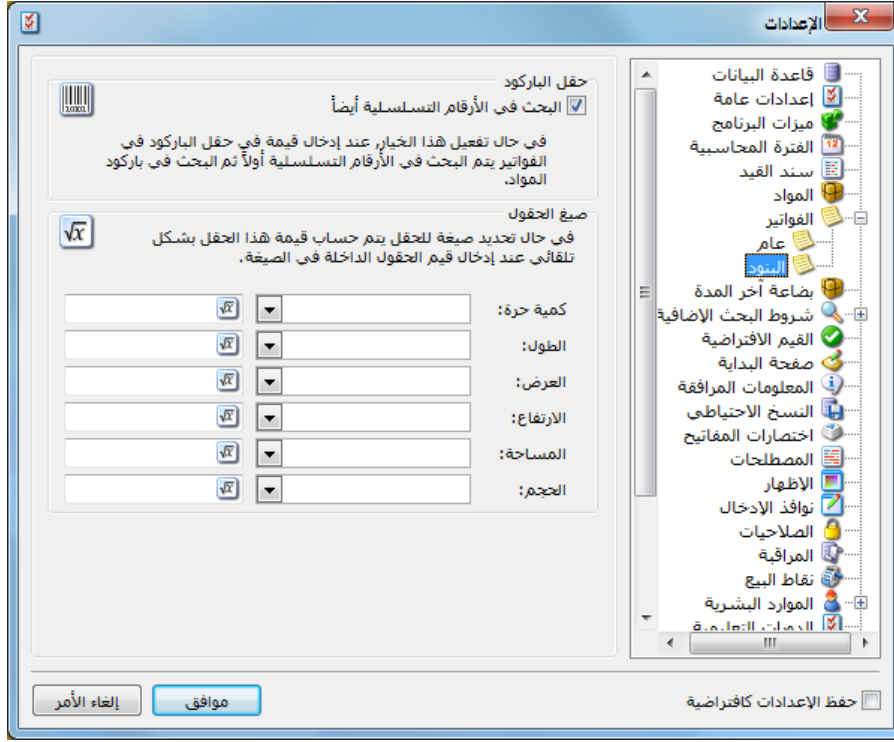 الإعدادات
قاعدة البيانات
إعدادات عامة
ميزات البرنامج
الفترة المحاسبية
12
سند القيد
المواد
الفواتير
عام
البنود
بضاعة آخر المدة
شروط البحث الإضافية
القيم الافتراضية
صفحة البداية
المعلومات المرافقة
النسخ الاحتياطي
اختصارات المفاتيح
المصطلحات
الإظهار
نوافذ الإدخال
الصلاحيات
المراقبة
نقاط البيع
الموارد البشرية
الدورات التعليمية
حقل الباركود
البحث في الأرقام التسلسلية أيضاً
في حال تفعيل هذا الخيار, عند إدخال قيمة في حقل الباركود في
الفواتير يتم البحث في الأرقام التسلسلية أولاً ثم البحث في باركود
المواد.
صيغ الحقول
في حال تحديد صيغة للحقل يتم حساب قيمة هذا الحقل بشكل
تلقائي عند إدخال قيم الحقول الداخلة في الصيغة.
كمية حرة:
الطول:
العرض:
الارتفاع:
المساحة:
الحجم:
حفظ الإعدادات كافتراضية
موافق
إلغاء الأمر